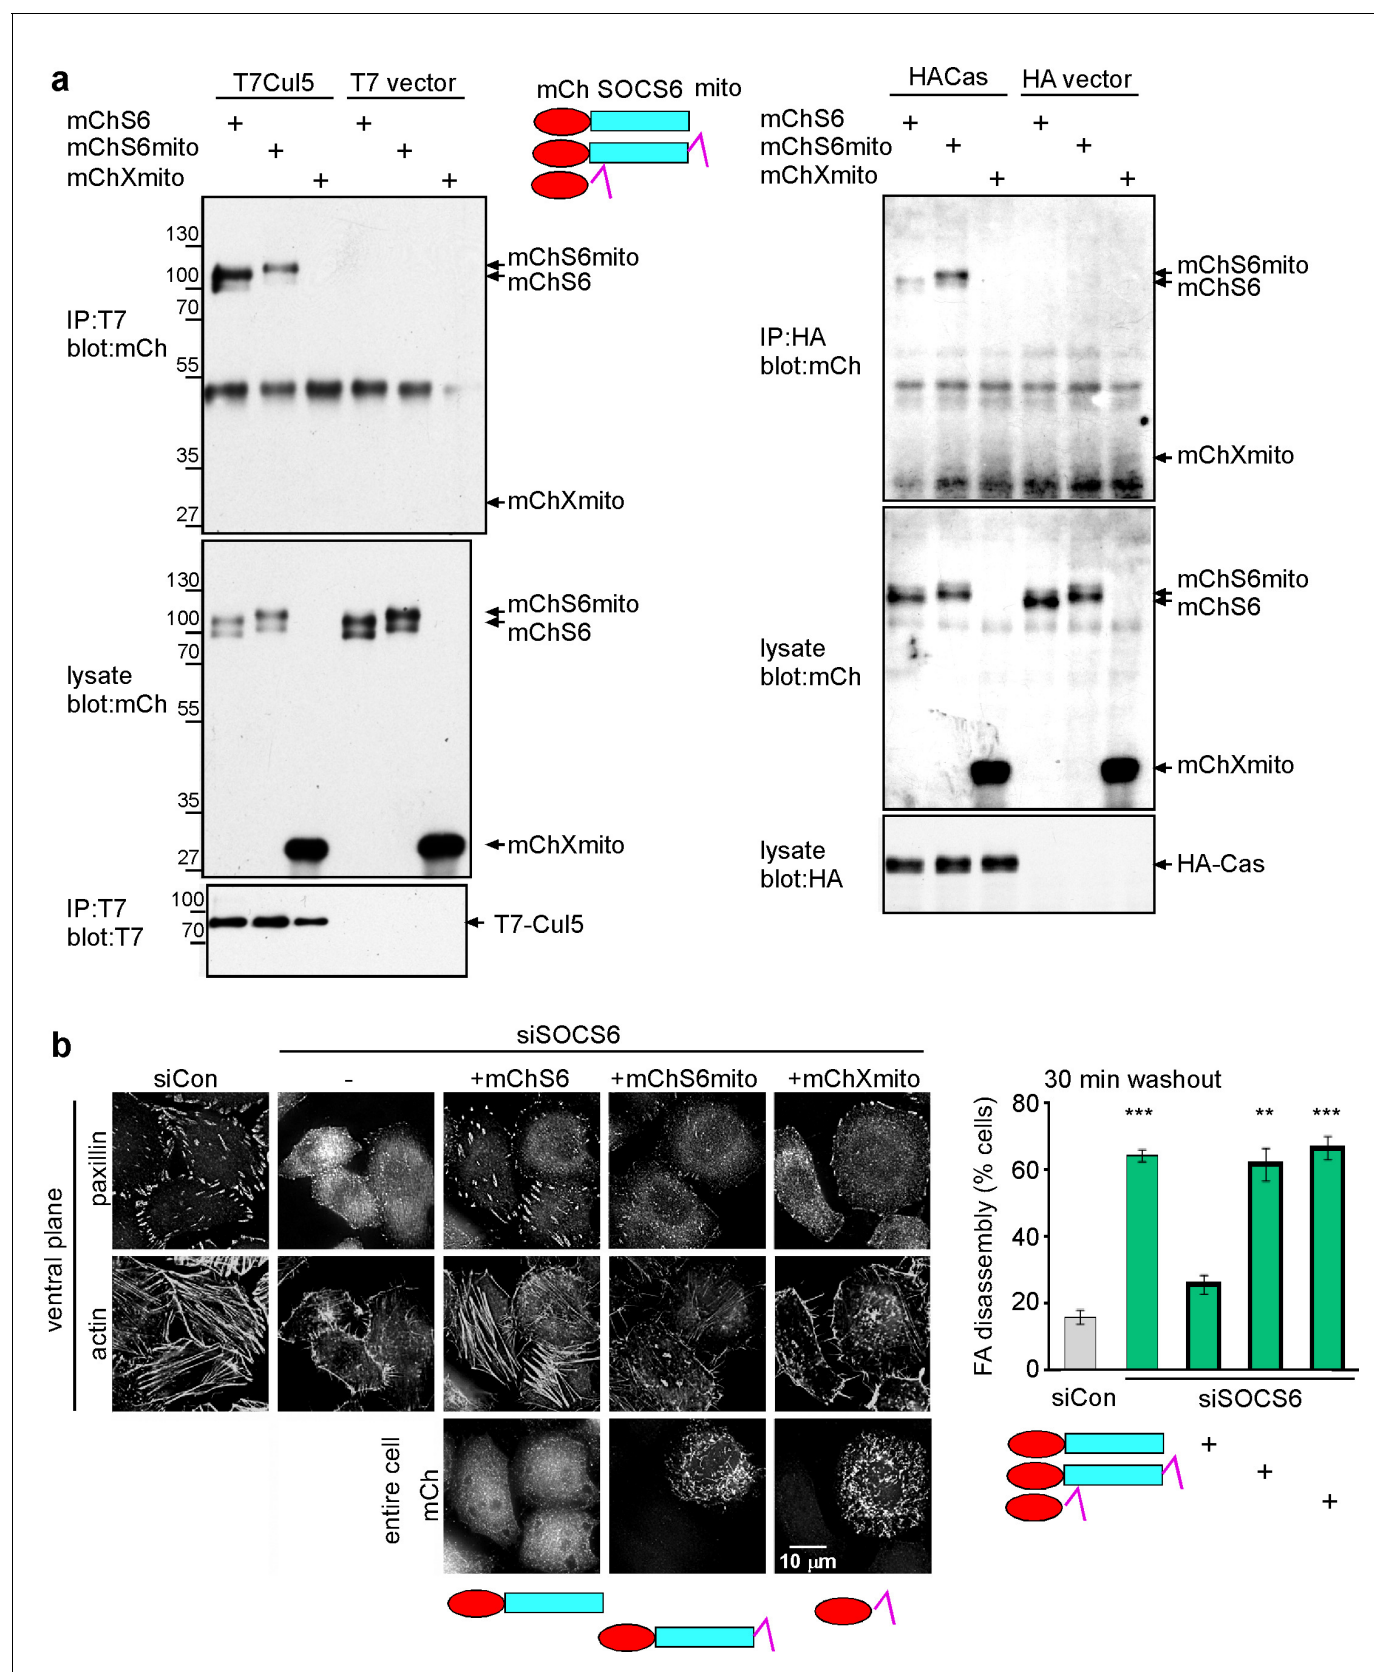 a
T7Cul5 T7 vector
mChS6 + +
mChS6mito + +
mChXmito + +
130
100
70
55
35
27
IP:T7
blot:mCh
mChS6mito
mChS6
mChXmito
130
100
70
55
35
27
lysate
blot:mCh
mChS6mito
mChS6
mChXmito
100
70
IP:T7
blot:T7
T7-Cul5
mCh SOCS6 mito
HACas HA vector
mChS6 + +
mChS6mito + +
mChXmito + +
IP:HA
blot:mCh
mChS6mito
mChS6
mChXmito
lysate
blot:mCh
mChS6mito
mChS6
mChXmito
lysate
blot:HA
HA-Cas
b
siSOCS6
siCon - +mChS6 +mChS6mito +mChXmito
ventral plane
paxillin
actin
entire cell
mCh
10 µm
30 min washout
FA disassembly (% cells)
80
60
40
20
0
*** ** ***
siCon siSOCS6
+
+
+